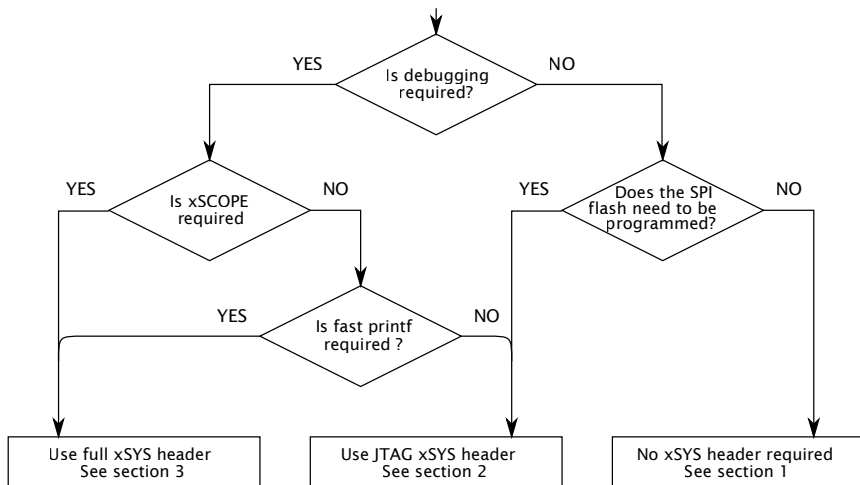 YES
NO
Is debugging
required?
YES
NO
Is xSCOPE
required
YES
NO
Does the SPI
flash need to be
programmed?
YES
NO
Is fast printf
required ?
Use full xSYS header
See section 3
Use JTAG xSYS header
See section 2
No xSYS header required
See section 1